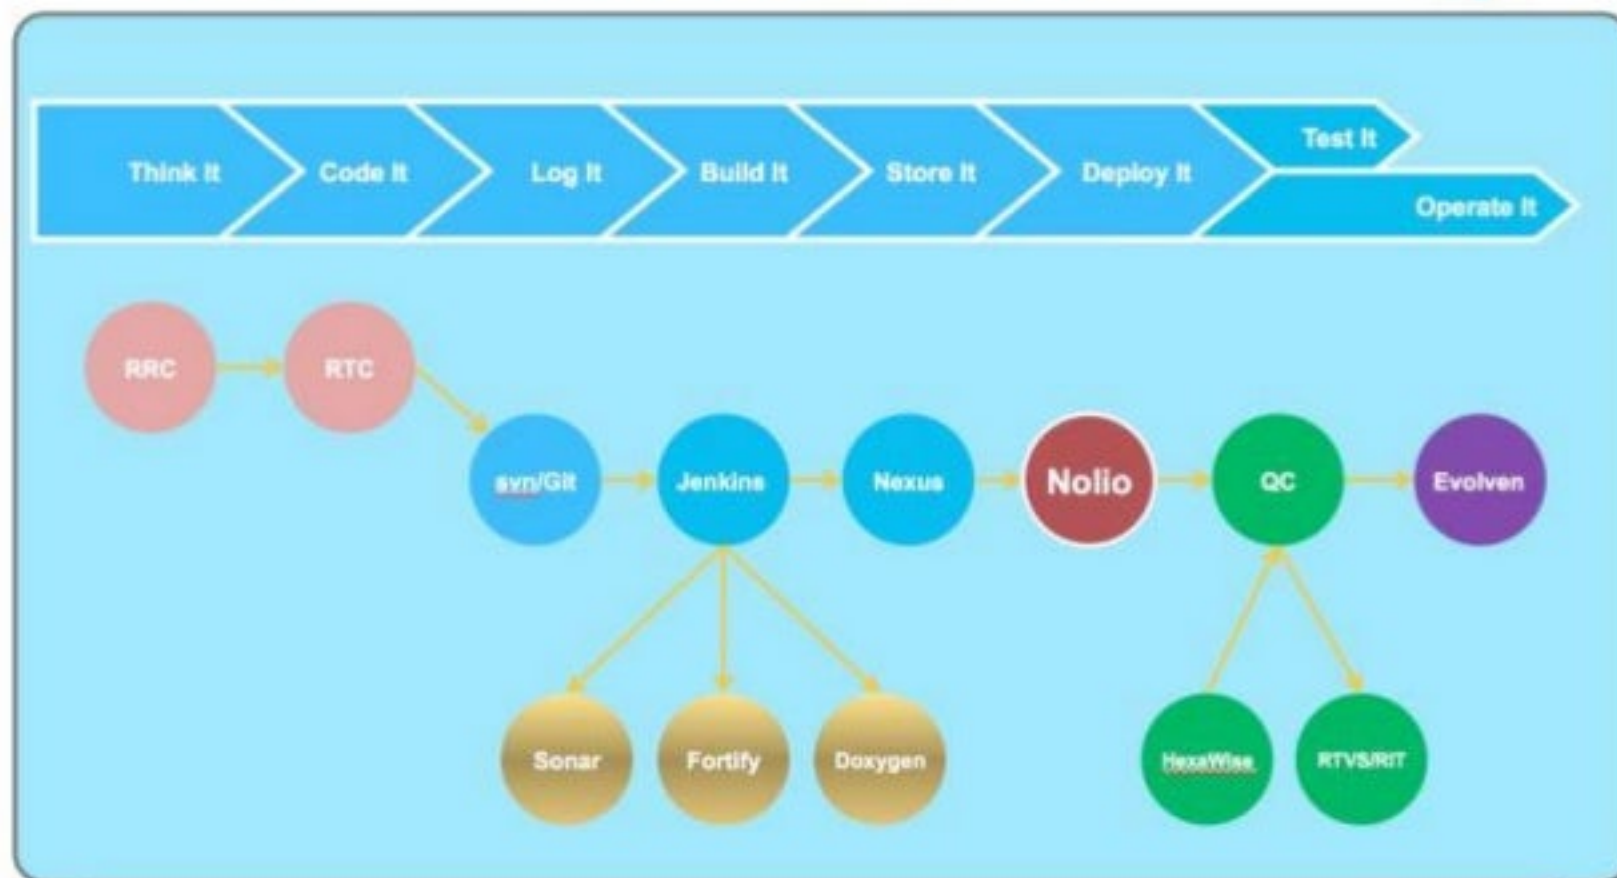 Think It
Code It
Log It
Build It
Store It
Deploy It
Test It
Operate It
RRC
RTC
svn/Git
Jenkins
Nexus
Nolio
QC
Evolven
Sonar
Fortify
Doxygen
HexaWise
RTVS/RIT